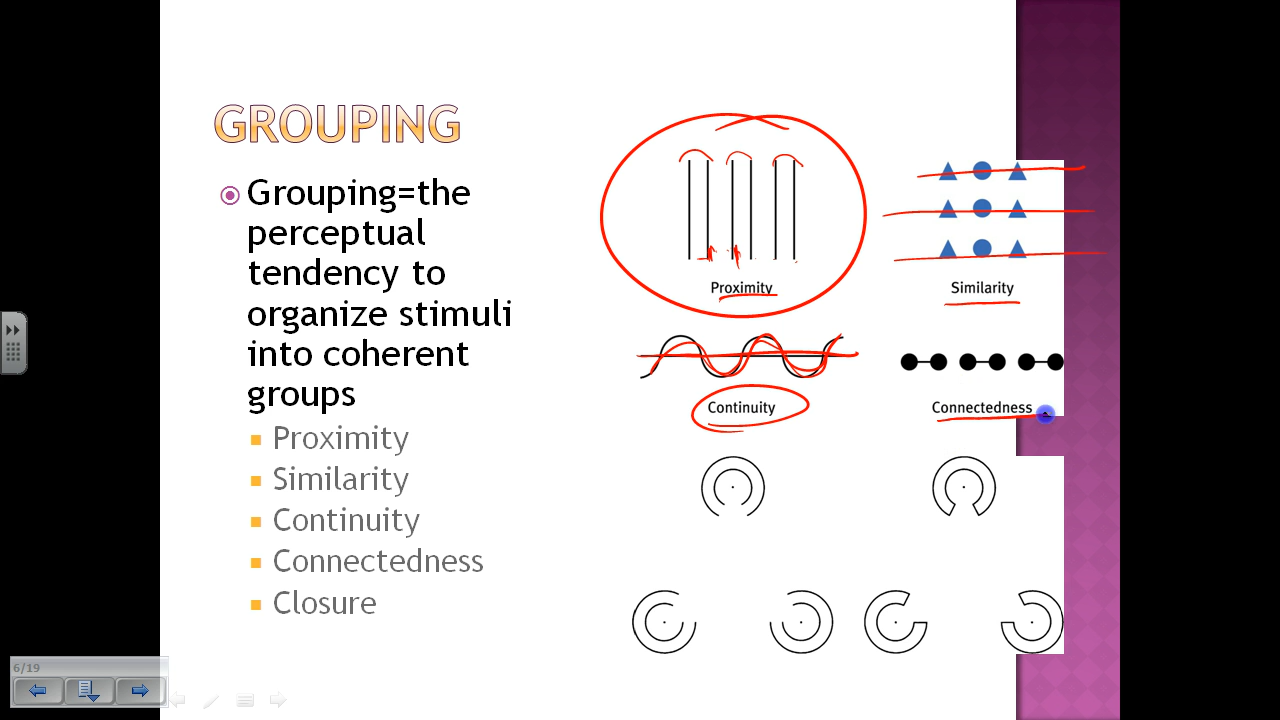 GROUPING
Grouping=the
perceptual
tendency to
organize stimuli
into coherent
groups
Proximity
Similarity
Continuity
Connectedness
Closure
Proximity
Similarity
Continuity
Connectedness
6/19